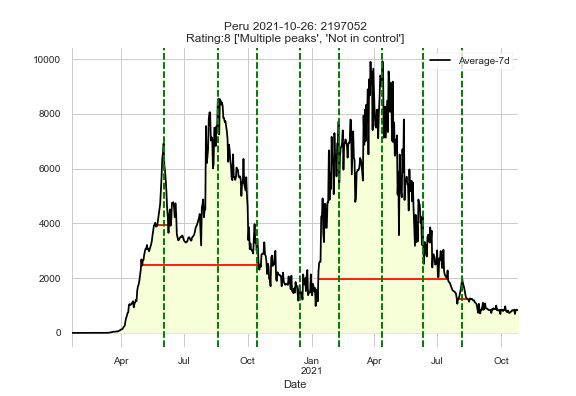 Peru 2021-10-26: 2197052
Rating:8 ['Multiple peaks', 'Not in control']
Average-7d
10000
8000
6000
4000
2000
0
Apr
Jul
Oct
Jan
2021
Apr
Jul
Oct
Date